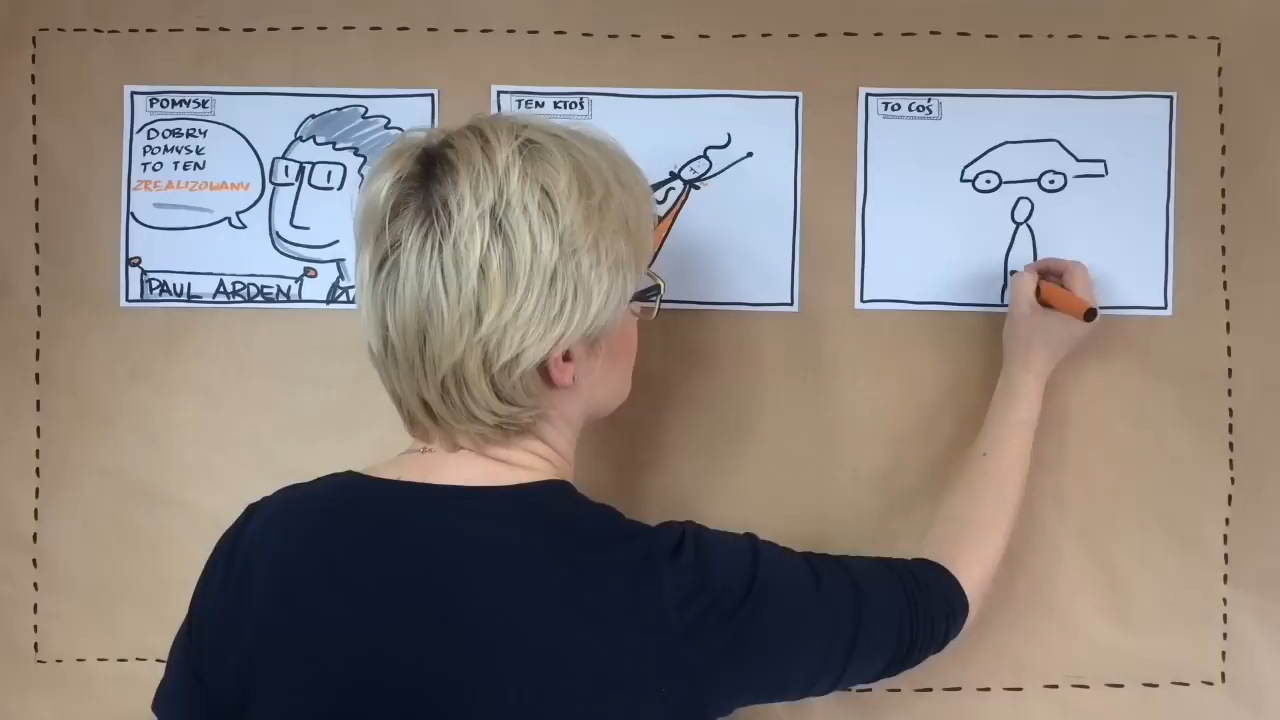 POMYSŁ
DOBRY
POMYSŁ
TO TEN
ZREALIZOWANY
PAUL ARDEN
TEN KTOŚ
TO COŚ